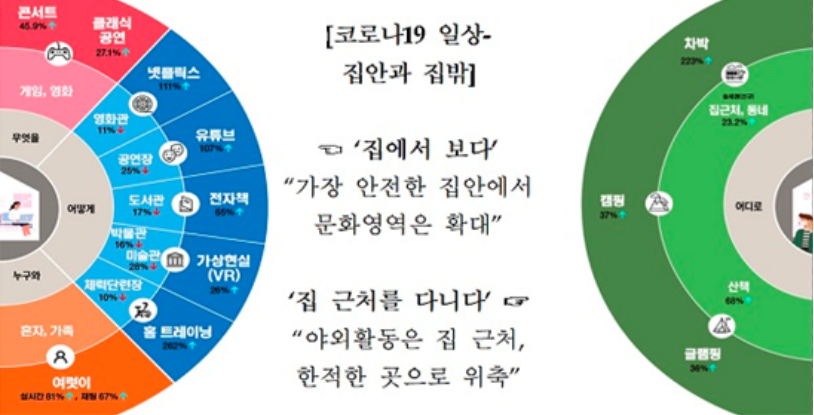 콘서트
45.9%
클래식
공연
27.1%
게임, 영화
무엇을
넷플릭스
111%
영화관
11%
유튜브
107%
공연장
25%
어떻게
도서관
17%
전자책
65%
박물관
16%
미술관
28%
가상현실
(VR)
26%
체력단련장
10%
홈 트레이닝
262%
누구와
혼자, 가족
여럿이
실시간 81% , 채팅 67%
[코로나19 일상-
집안과 집밖]
☜ ‘집에서 보다’
“가장 안전한 집안에서
문화영역은 확대”
‘집 근처를 다니다’ ☞
“야외활동은 집 근처,
한적한 곳으로 위축”
차박
223%
집근처, 동네
23.2%
캠핑
37%
어디로
산책
68%
글램핑
36%